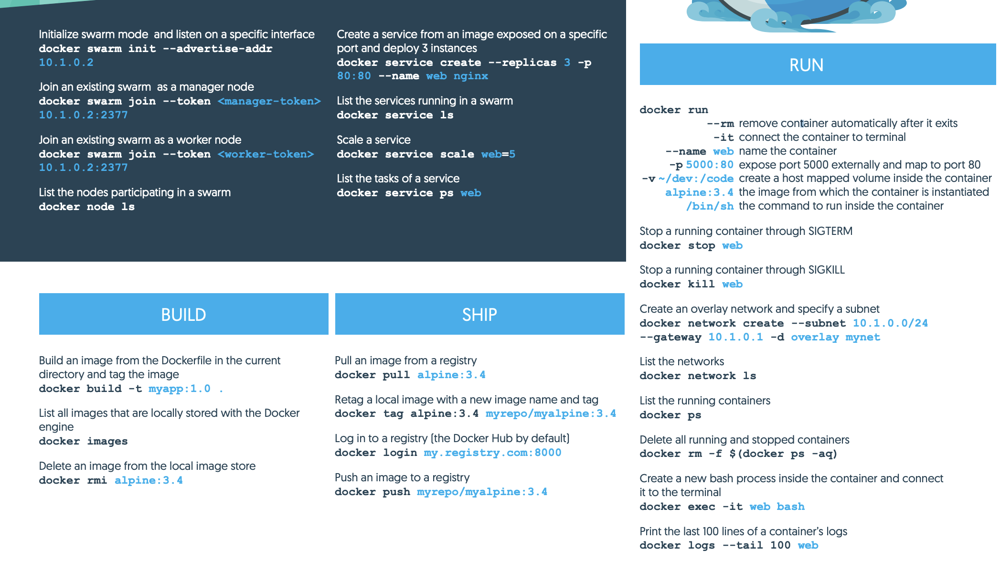 Initialize swarm mode  and listen on a specific interface
docker swarm init --advertise-addr
10.1.0.2
Join an existing swarm  as a manager node
docker swarm join --token <manager-token>
10.1.0.2:2377
Join an existing swarm as a worker node
docker swarm join --token <worker-token>
10.1.0.2:2377
List the nodes participating in a swarm
docker node ls
Create a service from an image exposed on a specific
port and deploy 3 instances
docker service create --replicas 3 -p
80:80 --name web nginx
List the services running in a swarm
docker service ls
Scale a service
docker service scale web=5
List the tasks of a service
docker service ps web
BUILD
Build an image from the Dockerfile in the current
directory and tag the image
docker build -t myapp:1.0 .
List all images that are locally stored with the Docker
engine
docker images
Delete an image from the local image store
docker rmi alpine:3.4
SHIP
Pull an image from a registry
docker pull alpine:3.4
Retag a local image with a new image name and tag
docker tag alpine:3.4 myrepo/myalpine:3.4
Log in to a registry (the Docker Hub by default)
docker login my.registry.com:8000
Push an image to a registry
docker push myrepo/myalpine:3.4
RUN
docker run
--rm remove container automatically after it exits
-it connect the container to terminal
--name web name the container
-p 5000:80 expose port 5000 externally and map to port 80
-v ~/dev:/code create a host mapped volume inside the container
alpine:3.4 the image from which the container is instantiated
/bin/sh the command to run inside the container
Stop a running container through SIGTERM
docker stop web
Stop a running container through SIGKILL
docker kill web
Create an overlay network and specify a subnet
docker network create --subnet 10.1.0.0/24
--gateway 10.1.0.1 -d overlay mynet
List the networks
docker network ls
List the running containers
docker ps
Delete all running and stopped containers
docker rm -f $(docker ps -aq)
Create a new bash process inside the container and connect
it to the terminal
docker exec -it web bash
Print the last 100 lines of a container’s logs
docker logs --tail 100 web